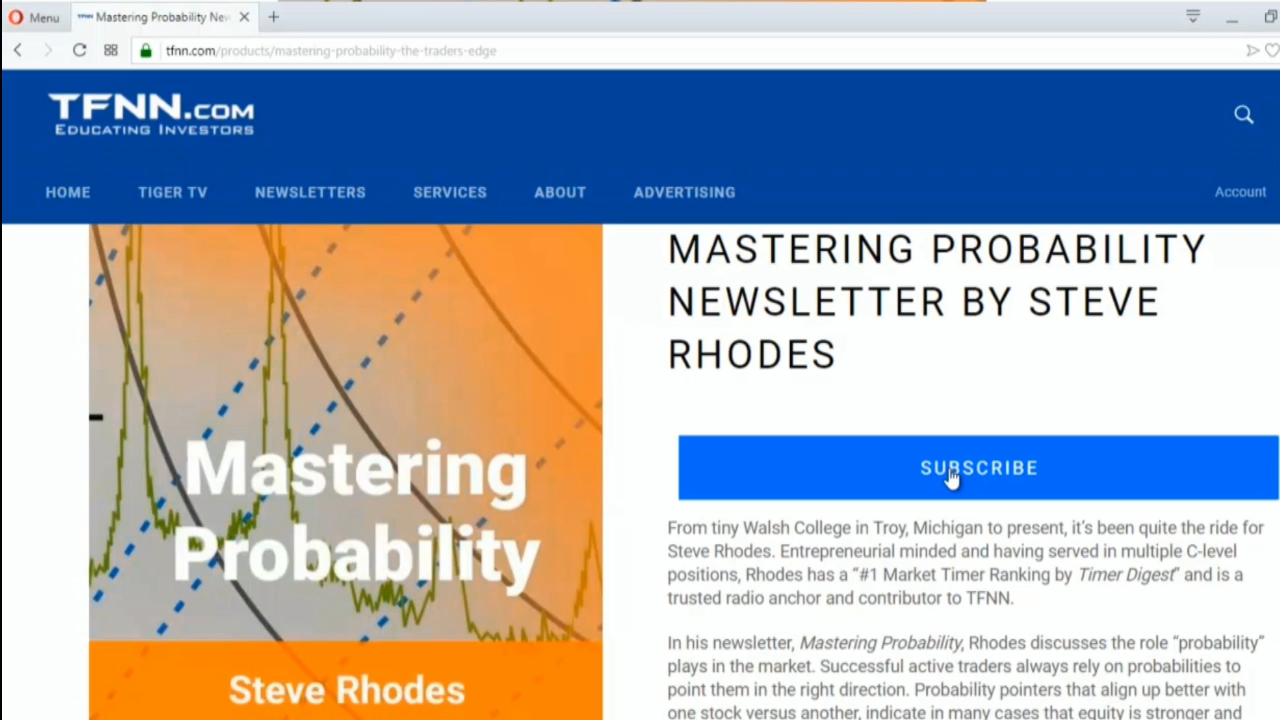 Menu
TFNN Mastering Probability New
tfnn.com/products/mastering-probability-the-traders-edge
TFNN.COM
EDUCATING INVESTORS
HOME
TIGER TV
NEWSLETTERS
SERVICES
ABOUT
ADVERTISING
Account
Mastering
Probability
Steve Rhodes
MASTERING PROBABILITY
NEWSLETTER BY STEVE
RHODES
SUBSCRIBE
From tiny Walsh College in Troy, Michigan to present, it's been quite the ride for
Steve Rhodes. Entrepreneurial minded and having served in multiple C-level
positions, Rhodes has a “#1 Market Timer Ranking by Timer Digest” and is a
trusted radio anchor and contributor to TFNN.
In his newsletter, Mastering Probability, Rhodes discusses the role “probability”
plays in the market. Successful active traders always rely on probabilities to
point them in the right direction. Probability pointers that align up better with
one stock versus another, indicate in many cases that equity is stronger and